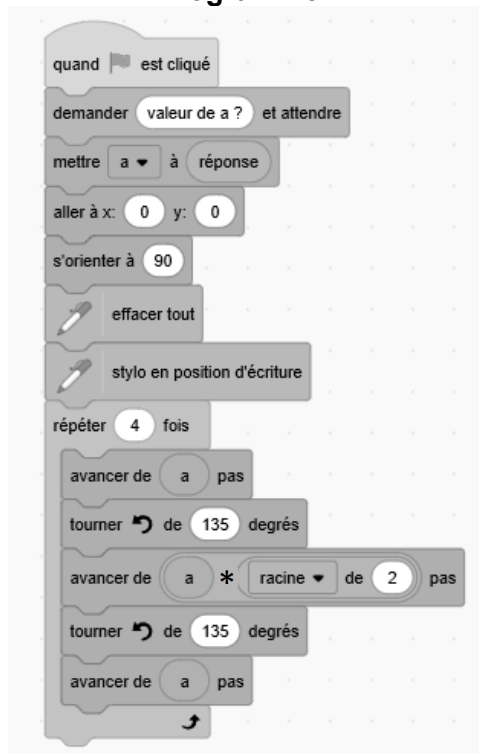 quand est cliqué
demander valeur de a ? et attendre
mettre a à réponse
aller à x: 0 y: 0
s'orienter à 90
effacer tout
stylo en position d'écriture
répéter 4 fois
avancer de a pas
tourner de 135 degrés
avancer de a * racine de 2 pas
tourner de 135 degrés
avancer de a pas